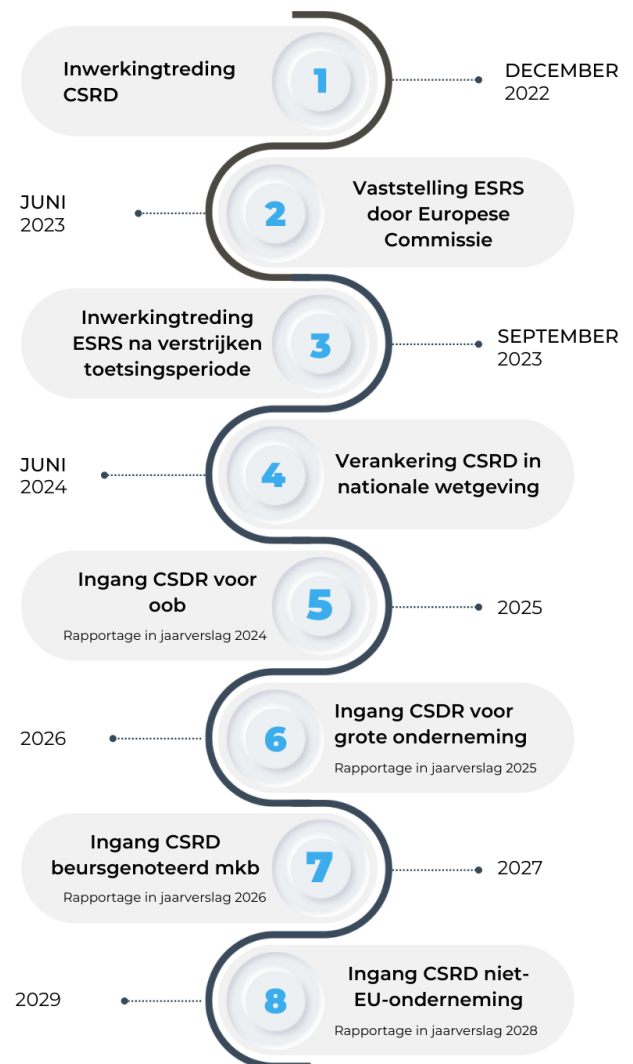 Inwerkingtreding
CSRD
1
DECEMBER
2022
JUNI
2023
2
Vaststelling ESRS
door Europese
Commissie
Inwerkingtreding
ESRS na verstrijken
toetsingsperiode
3
SEPTEMBER
2023
JUNI
2024
4
Verankering CSRD in
nationale wetgeving
Ingang CSDR voor
oob
Rapportage in jaarverslag 2024
5
2025
2026
6
Ingang CSDR voor
grote onderneming
Rapportage in jaarverslag 2025
Ingang CSRD
beursgenoteerd mkb
Rapportage in jaarverslag 2026
7
2027
2029
8
Ingang CSRD niet-
EU-onderneming
Rapportage in jaarverslag 2028